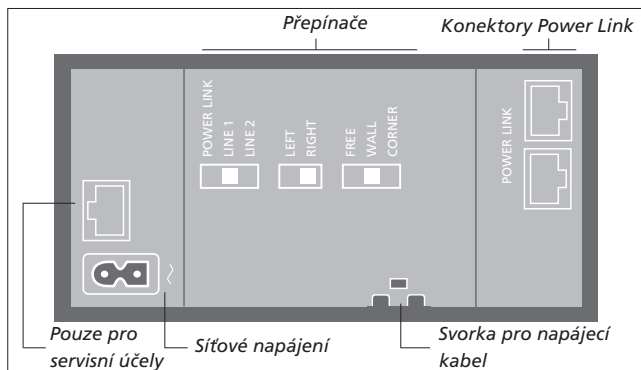 Přepínače
Konektory Power Link
POWER LINK
LINE 1
LINE 2
LEFT
RIGHT
FREE
WALL
CORNER
POWER LINK
Pouze pro
servisní účely
Síťové napájení
Svorka pro napájecí
kabel